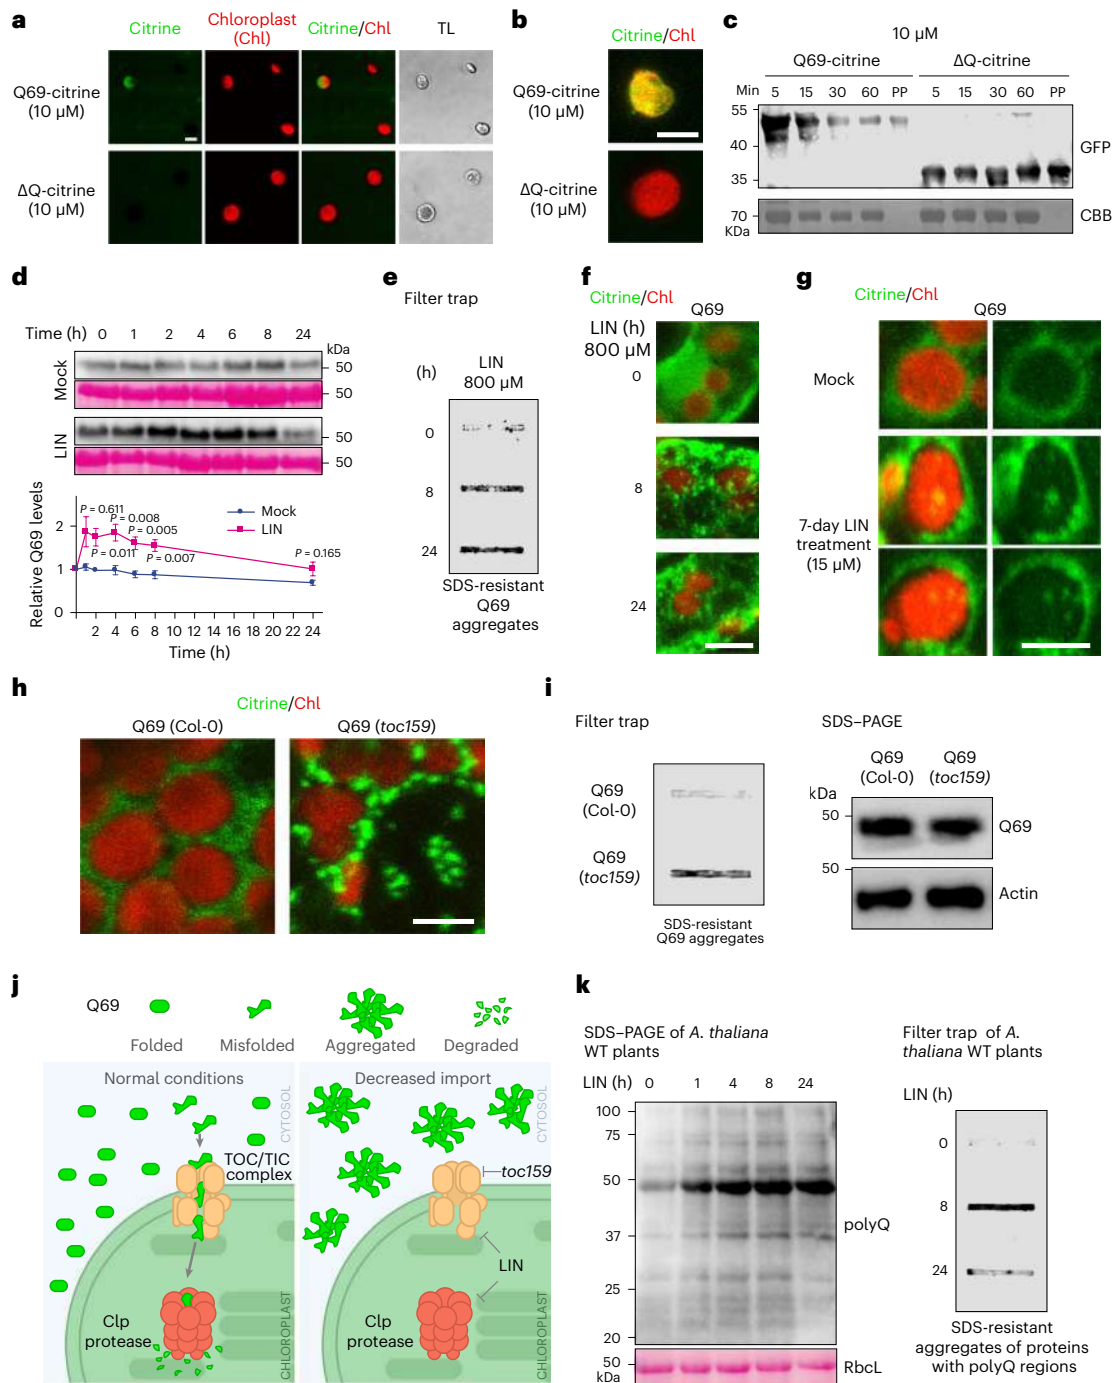 a
Citrine
Chloroplast
(Chl)
Citrine/Chl
TL
Q69-citrine
(10 µM)
ΔQ-citrine
(10 µM)
b
Citrine/Chl
Q69-citrine
(10 µM)
ΔQ-citrine
(10 µM)
c
10 µM
Q69-citrine
ΔQ-citrine
Min 5 15 30 60 PP 5 15 30 60 PP
55
40
35
GFP
70
KDa
CBB
d
Time (h) 0 1 2 4 6 8 24
kDa
Mock
50
50
LIN
50
50
Relative Q69 levels
2
1
0
Mock
LIN
P = 0.611
P = 0.008
P = 0.005
P = 0.011
P = 0.007
P = 0.165
2 4 6 8 10 12 14 16 18 20 22 24
Time (h)
e
Filter trap
(h)
LIN
800 µM
0
8
24
SDS-resistant
Q69
aggregates
f
Citrine/Chl
Q69
LIN (h)
800 µM
0
8
24
g
Citrine/Chl
Q69
Mock
7-day LIN
treatment
(15 µM)
h
Citrine/Chl
Q69 (Col-0)
Q69 (toc159)
i
Filter trap
Q69
(Col-0)
Q69
(toc159)
SDS-resistant
Q69 aggregates
SDS–PAGE
Q69
(Col-0)
Q69
(toc159)
kDa
50
Q69
50
Actin
j
Q69
Folded
Misfolded
Aggregated
Degraded
Normal conditions
CYTOSOL
TOC/TIC
complex
Clp
protease
CHLOROPLAST
Decreased import
CYTOSOL
toc159
LIN
Clp
protease
CHLOROPLAST
k
SDS–PAGE of A. thaliana
WT plants
LIN (h) 0 1 4 8 24
100
75
50
37
25
20
polyQ
50
kDa
RbcL
Filter trap of A.
thaliana WT plants
LIN (h)
0
8
24
SDS-resistant
aggregates of proteins
with polyQ regions